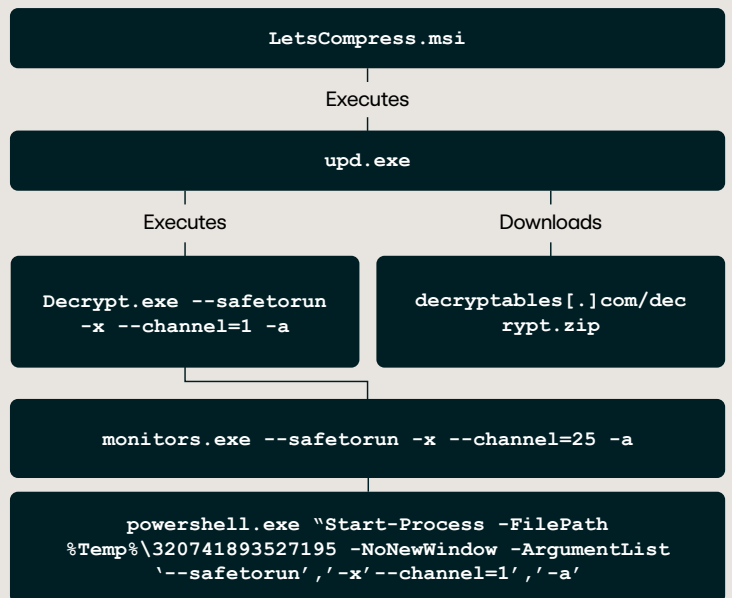 LetsCompress.msi
Executes
upd.exe
Executes
Downloads
Decrypt.exe --safetorun
-x --channel=1 -a
decryptables[.]com/dec
rypt.zip
monitors.exe --safetorun -x --channel=25 -a
powershell.exe “Start-Process -FilePath
%Temp%\320741893527195 -NoNewWindow -ArgumentList
‘--safetorun’,’-x’--channel=1’,’-a’